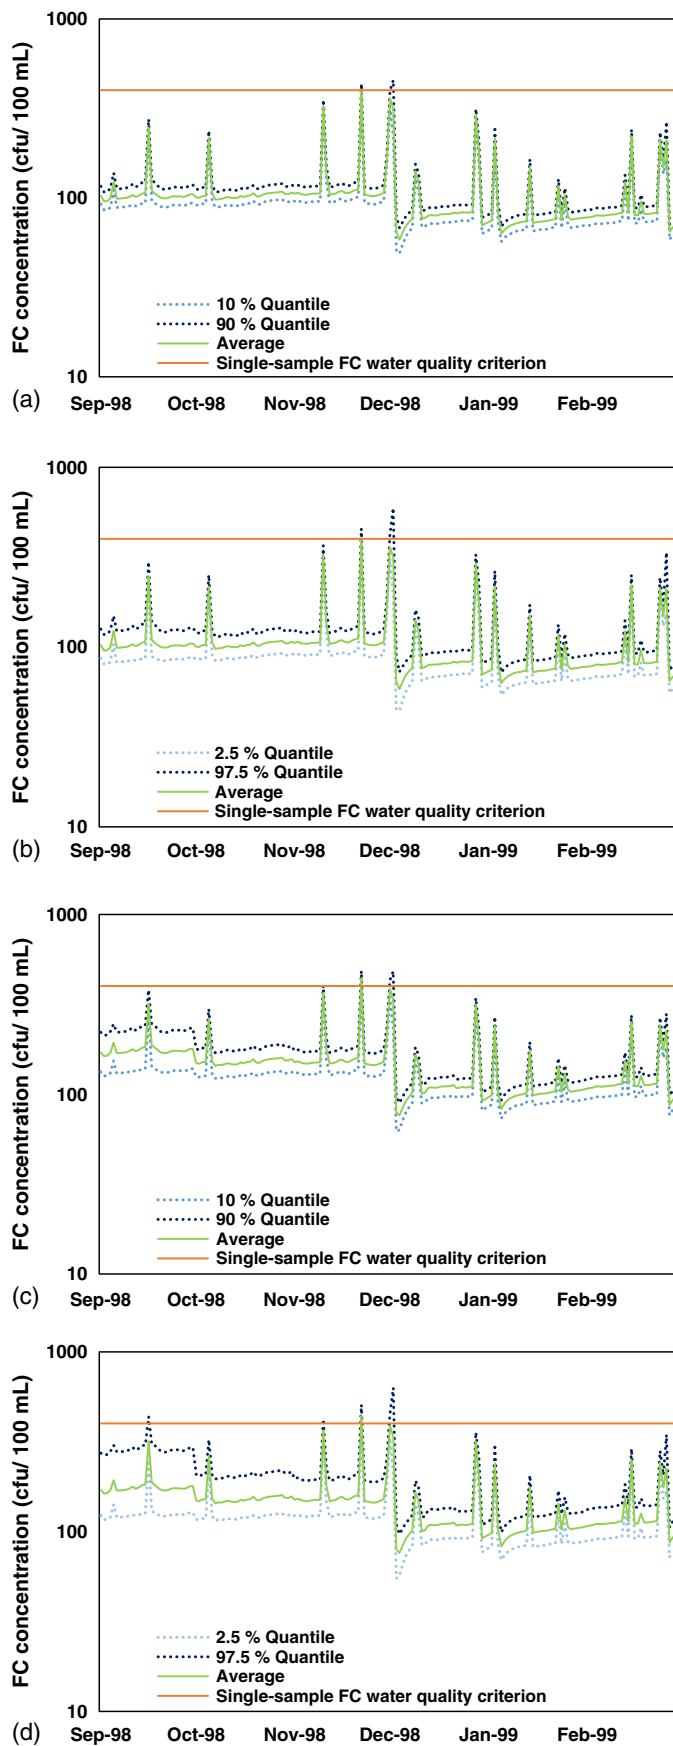 1000
100
10
FC concentration (cfu/ 100 mL)
10 % Quantile
90 % Quantile
Average
Single-sample FC water quality criterion
(a)
Sep-98 Oct-98 Nov-98 Dec-98 Jan-99 Feb-99
1000
100
10
FC concentration (cfu/ 100 mL)
2.5 % Quantile
97.5 % Quantile
Average
Single-sample FC water quality criterion
(b)
Sep-98 Oct-98 Nov-98 Dec-98 Jan-99 Feb-99
1000
100
10
FC concentration (cfu/ 100 mL)
10 % Quantile
90 % Quantile
Average
Single-sample FC water quality criterion
(c)
Sep-98 Oct-98 Nov-98 Dec-98 Jan-99 Feb-99
1000
100
10
FC concentration (cfu/ 100 mL)
2.5 % Quantile
97.5 % Quantile
Average
Single-sample FC water quality criterion
(d)
Sep-98 Oct-98 Nov-98 Dec-98 Jan-99 Feb-99